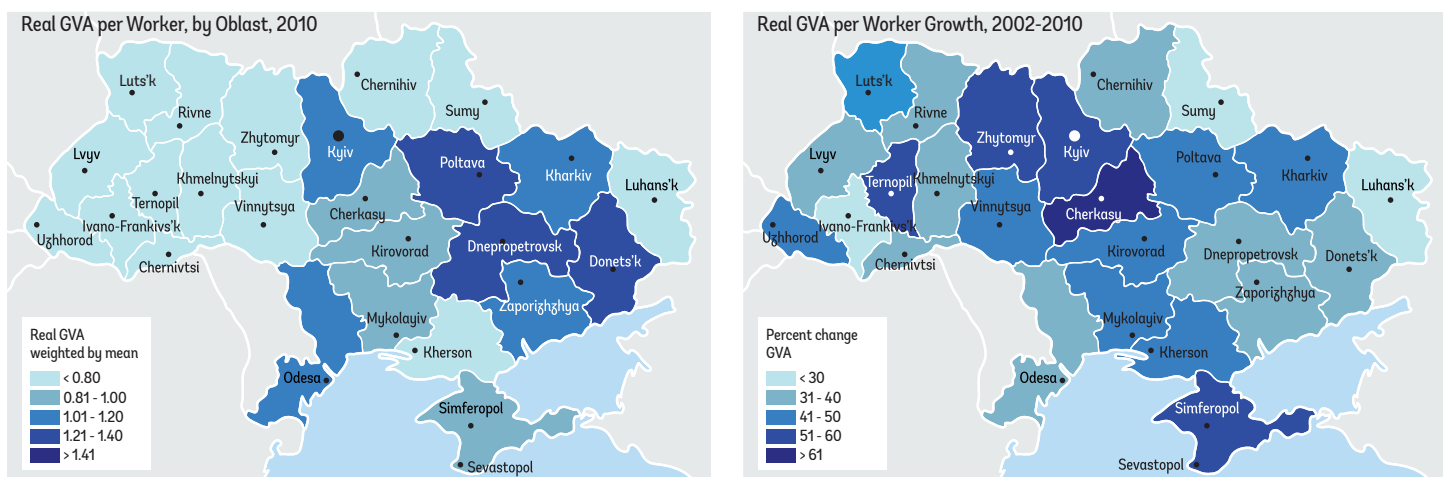 Real GVA per Worker, by Oblast, 2010
Luts'k
Chernihiv
Rivne
Sumy
Zhytomyr
Kyiv
Lvyv
Poltava
Kharkiv
Khmelnytskyi
Luhans'k
Ternopil
Vinnytsya
Cherkasy
Ivano-Frankivs'k
Uzhhorod
Kirovorad
Dnepropetrovsk
Chernivtsi
Donets'k
Zaporizhzhya
Mykolayiv
Kherson
Odesa
Simferopol
Sevastopol
Real GVA
weighted by mean
< 0.80
0.81 - 1.00
1.01 - 1.20
1.21 - 1.40
> 1.41
Real GVA per Worker Growth, 2002-2010
Luts'k
Chernihiv
Rivne
Sumy
Zhytomyr
Kyiv
Lvyv
Poltava
Kharkiv
Ternopil
Khmelnytskyi
Luhans'k
Vinnytsya
Cherkasy
Ivano-Frankivs'k
Uzhhorod
Kirovorad
Dnepropetrovsk
Chernivtsi
Donets'k
Zaporizhzhya
Mykolayiv
Kherson
Odesa
Simferopol
Sevastopol
Percent change
GVA
< 30
31 - 40
41 - 50
51 - 60
> 61